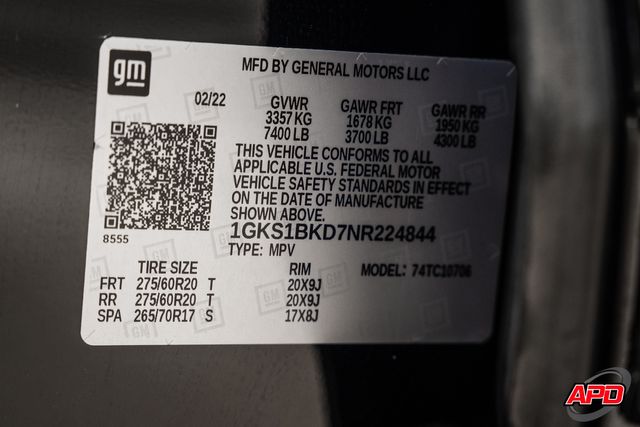 gm
MFD BY GENERAL MOTORS LLC
02/22
GVWR GAWR FRT GAWR RR
3357 KG 1678 KG 1950 KG
7400 LB 3700 LB 4300 LB
THIS VEHICLE CONFORMS TO ALL
APPLICABLE U.S. FEDERAL MOTOR
VEHICLE SAFETY STANDARDS IN EFFECT
ON THE DATE OF MANUFACTURE
SHOWN ABOVE.
8555
1GKS1BKD7NR224844
TYPE: MPV
TIRE SIZE RIM MODEL: 74TC10706
FRT 275/60R20 T 20X9J
RR 275/60R20 T 20X9J
SPA 265/70R17 S 17X8J
APD